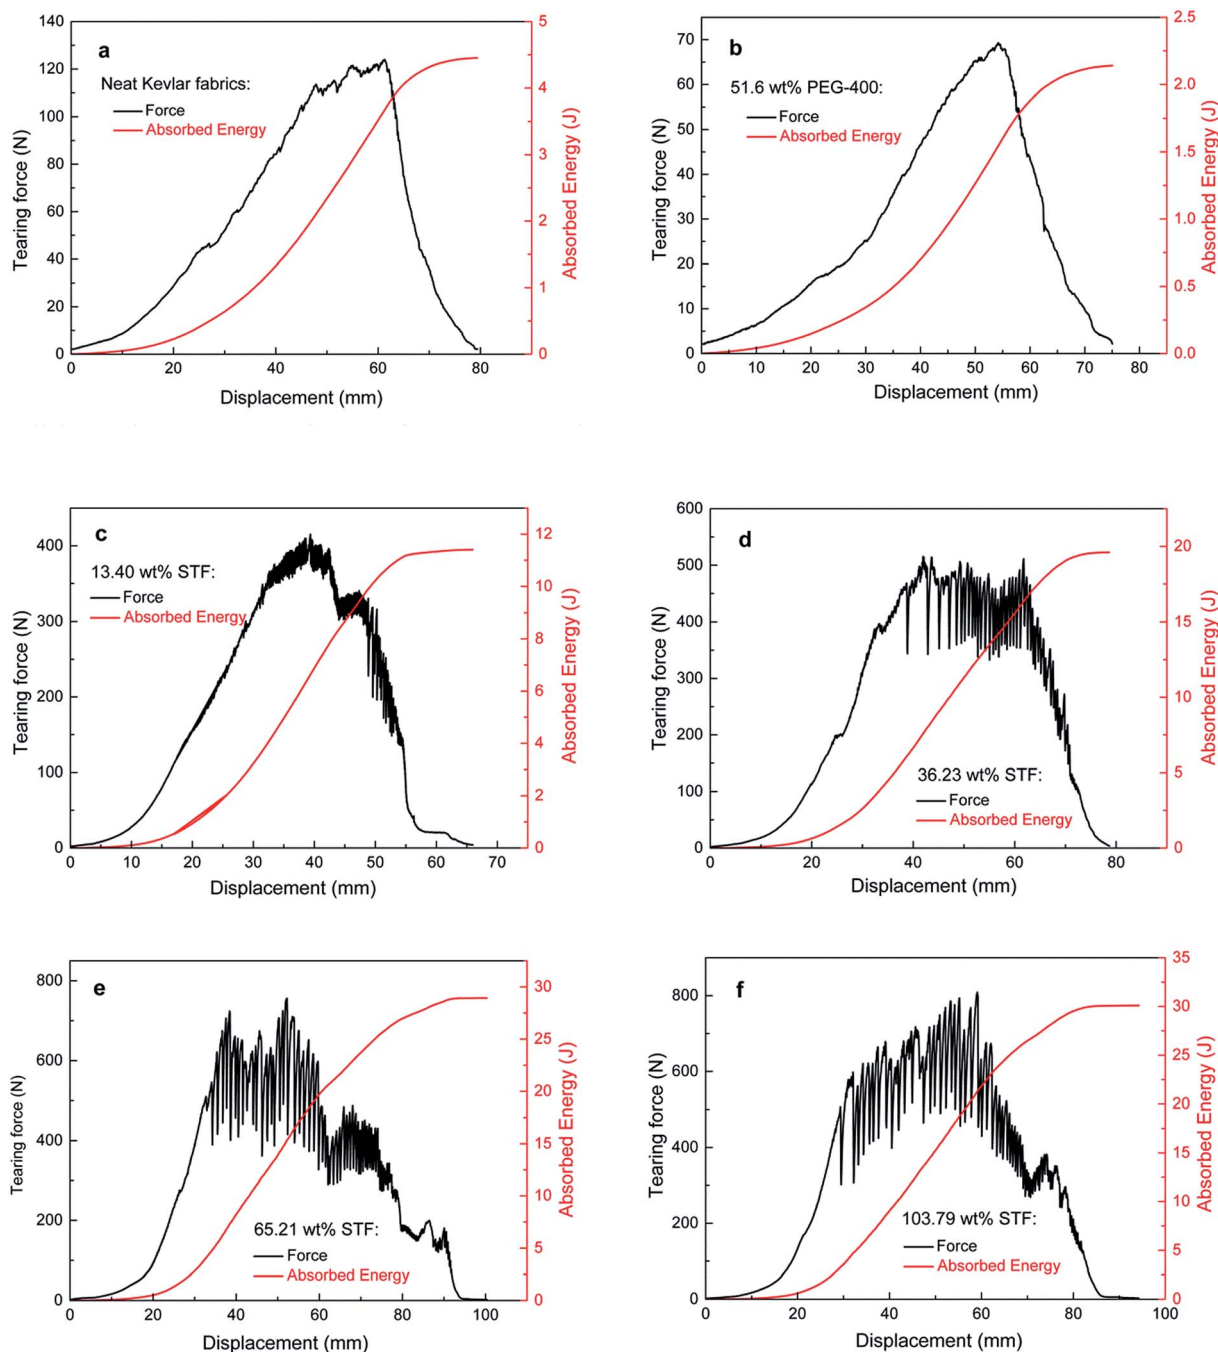 a
Neat Kevlar fabrics:
Force
Absorbed Energy
Tearing force (N)
0
20
40
60
80
100
120
140
Displacement (mm)
0
20
40
60
80
Absorbed Energy (J)
0
1
2
3
4
5
b
51.6 wt% PEG-400:
Force
Absorbed Energy
Tearing force (N)
0
10
20
30
40
50
60
70
Displacement (mm)
0
10
20
30
40
50
60
70
80
Absorbed Energy (J)
0.0
0.5
1.0
1.5
2.0
2.5
c
13.40 wt% STF:
Force
Absorbed Energy
Tearing force (N)
0
100
200
300
400
Displacement (mm)
0
10
20
30
40
50
60
70
Absorbed Energy (J)
0
2
4
6
8
10
12
d
36.23 wt% STF:
Force
Absorbed Energy
Tearing force (N)
0
100
200
300
400
500
600
Displacement (mm)
0
20
40
60
80
Absorbed Energy (J)
0
5
10
15
20
e
65.21 wt% STF:
Force
Absorbed Energy
Tearing force (N)
0
200
400
600
800
Displacement (mm)
0
20
40
60
80
100
Absorbed Energy (J)
0
5
10
15
20
25
30
f
103.79 wt% STF:
Force
Absorbed Energy
Tearing force (N)
0
200
400
600
800
Displacement (mm)
0
20
40
60
80
100
Absorbed Energy (J)
0
5
10
15
20
25
30
35